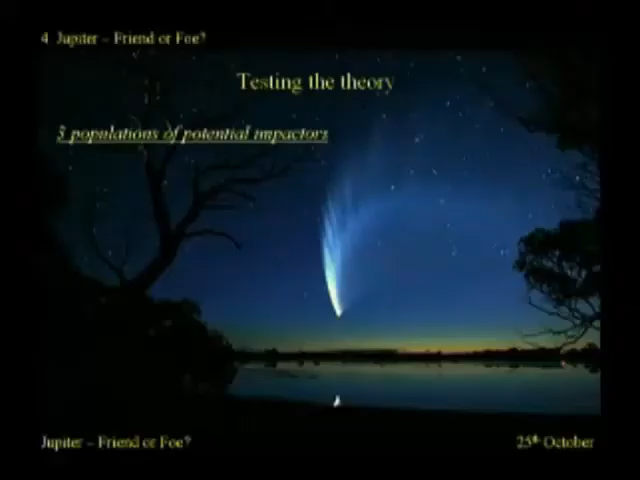 4 Jupiter – Friend or Foe?
Testing the theory
3 populations of potential impactors
Jupiter – Friend or Foe?
25th October